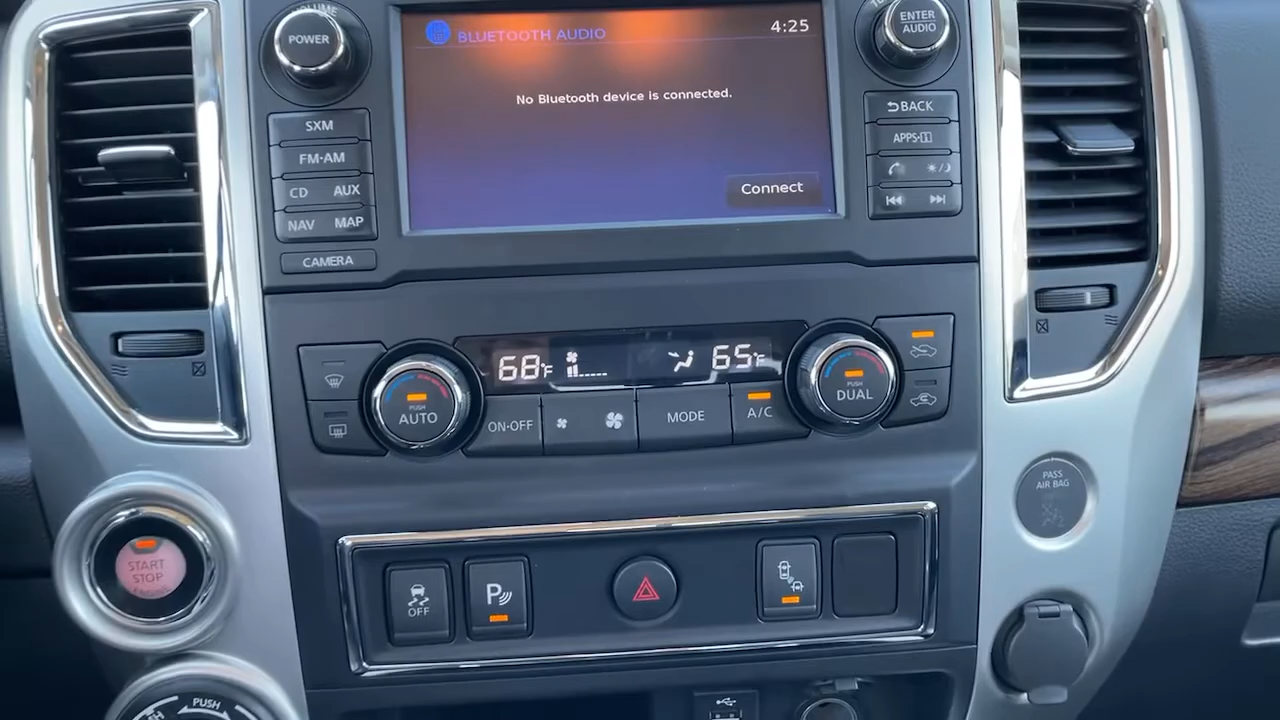 VOLUME
POWER
BLUETOOTH AUDIO
4:25
ENTER
AUDIO
No Bluetooth device is connected.
Connect
SXM
FM·AM
CD AUX
NAV MAP
CAMERA
BACK
APPS
68°F
65°F
PUSH
AUTO
ON·OFF
MODE
A/C
PUSH
DUAL
PASS
AIR BAG
START
STOP
OFF
P
PUSH